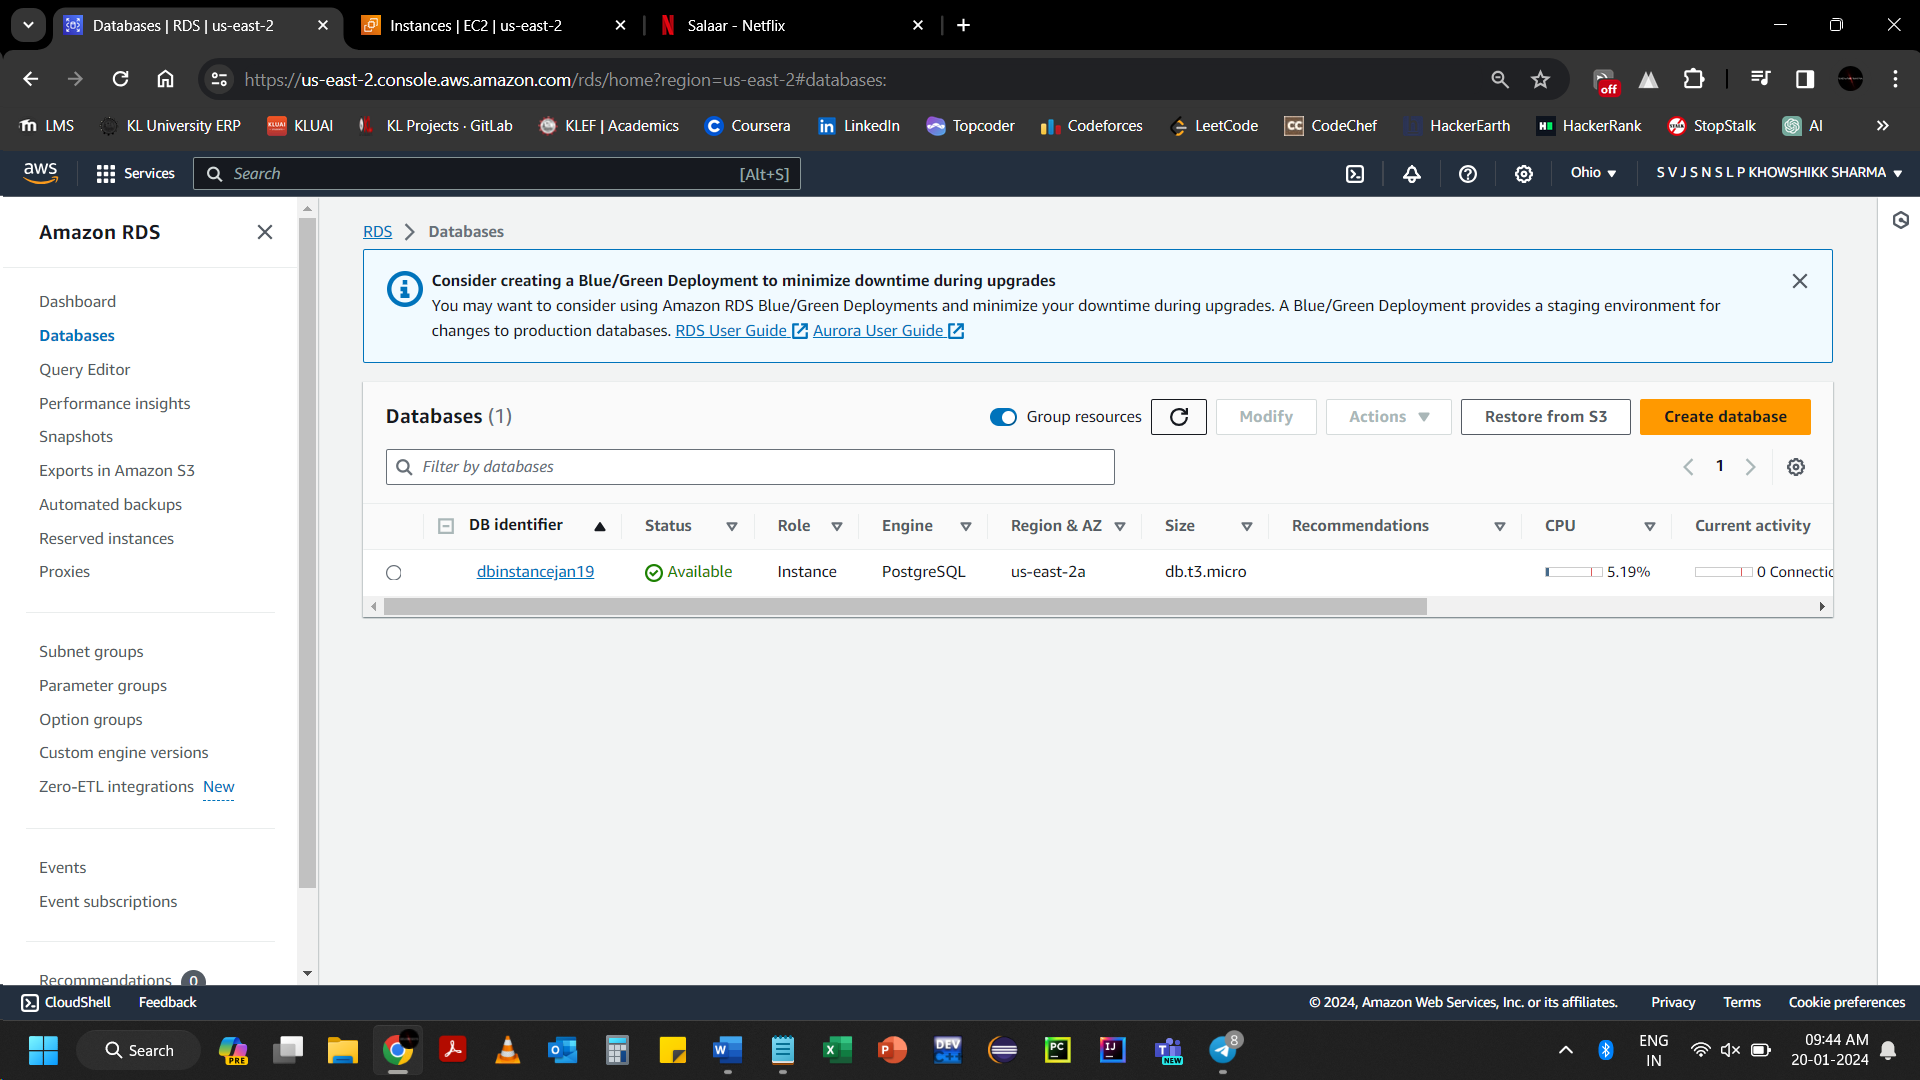 Databases | RDS | us-east-2
Instances | EC2 | us-east-2
Salaar - Netflix
https://us-east-2.console.aws.amazon.com/rds/home?region=us-east-2#databases:
off
LMS
KL University ERP
KLUAI
KL Projects · GitLab
KLEF | Academics
Coursera
LinkedIn
Topcoder
Codeforces
LeetCode
CodeChef
HackerEarth
HackerRank
StopStalk
AI
aws
Services
Search
[Alt+S]
Ohio
S V J S N S L P KHOWSHIKK SHARMA
Amazon RDS
Dashboard
Databases
Query Editor
Performance insights
Snapshots
Exports in Amazon S3
Automated backups
Reserved instances
Proxies
Subnet groups
Parameter groups
Option groups
Custom engine versions
Zero-ETL integrations New
Events
Event subscriptions
Recommendations 0
RDS > Databases
Consider creating a Blue/Green Deployment to minimize downtime during upgrades
You may want to consider using Amazon RDS Blue/Green Deployments and minimize your downtime during upgrades. A Blue/Green Deployment provides a staging environment for
changes to production databases. RDS User Guide Aurora User Guide
Databases (1)
Group resources
Modify
Actions
Restore from S3
Create database
Filter by databases
1
DB identifier Status Role Engine Region & AZ Size Recommendations CPU Current activity
dbinstancejan19 Available Instance PostgreSQL us-east-2a db.t3.micro 5.19% 0 Connectic
CloudShell
Feedback
© 2024, Amazon Web Services, Inc. or its affiliates.
Privacy
Terms
Cookie preferences
Search
PRE
DEV
C++
PC
IJ
NEW
8
ENG
IN
09:44 AM
20-01-2024